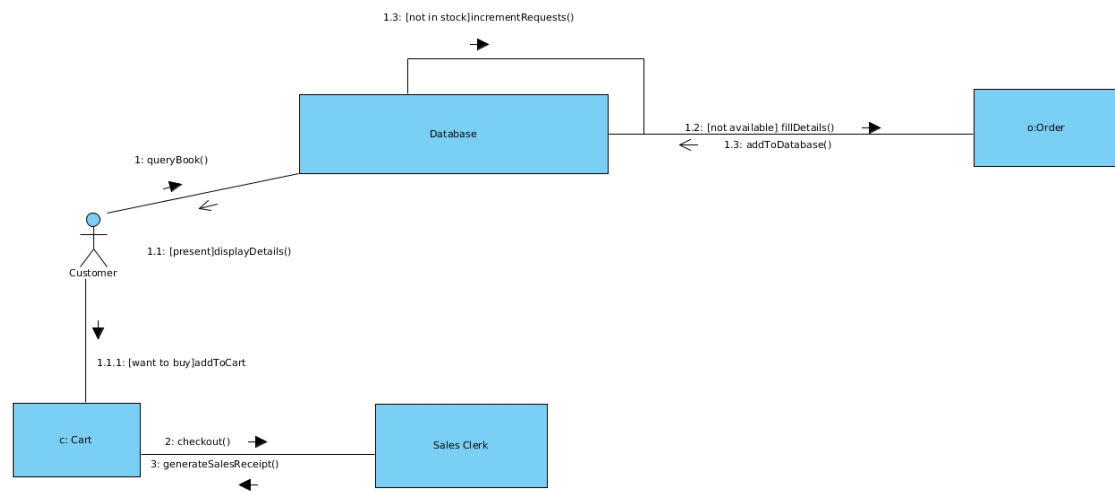 1.3: [not in stock]incrementRequests()
Database
o:Order
1.2: [not available] fillDetails()
1.3: addToDatabase()
1: queryBook()
1.1: [present]displayDetails()
Customer
1.1.1: [want to buy]addToCart
c: Cart
2: checkout()
3: generateSalesReceipt()
Sales Clerk